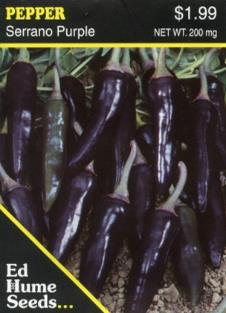 PEPPER $1.99
Serrano Purple NET WT. 200 mg
Ed
Hume
Seeds...